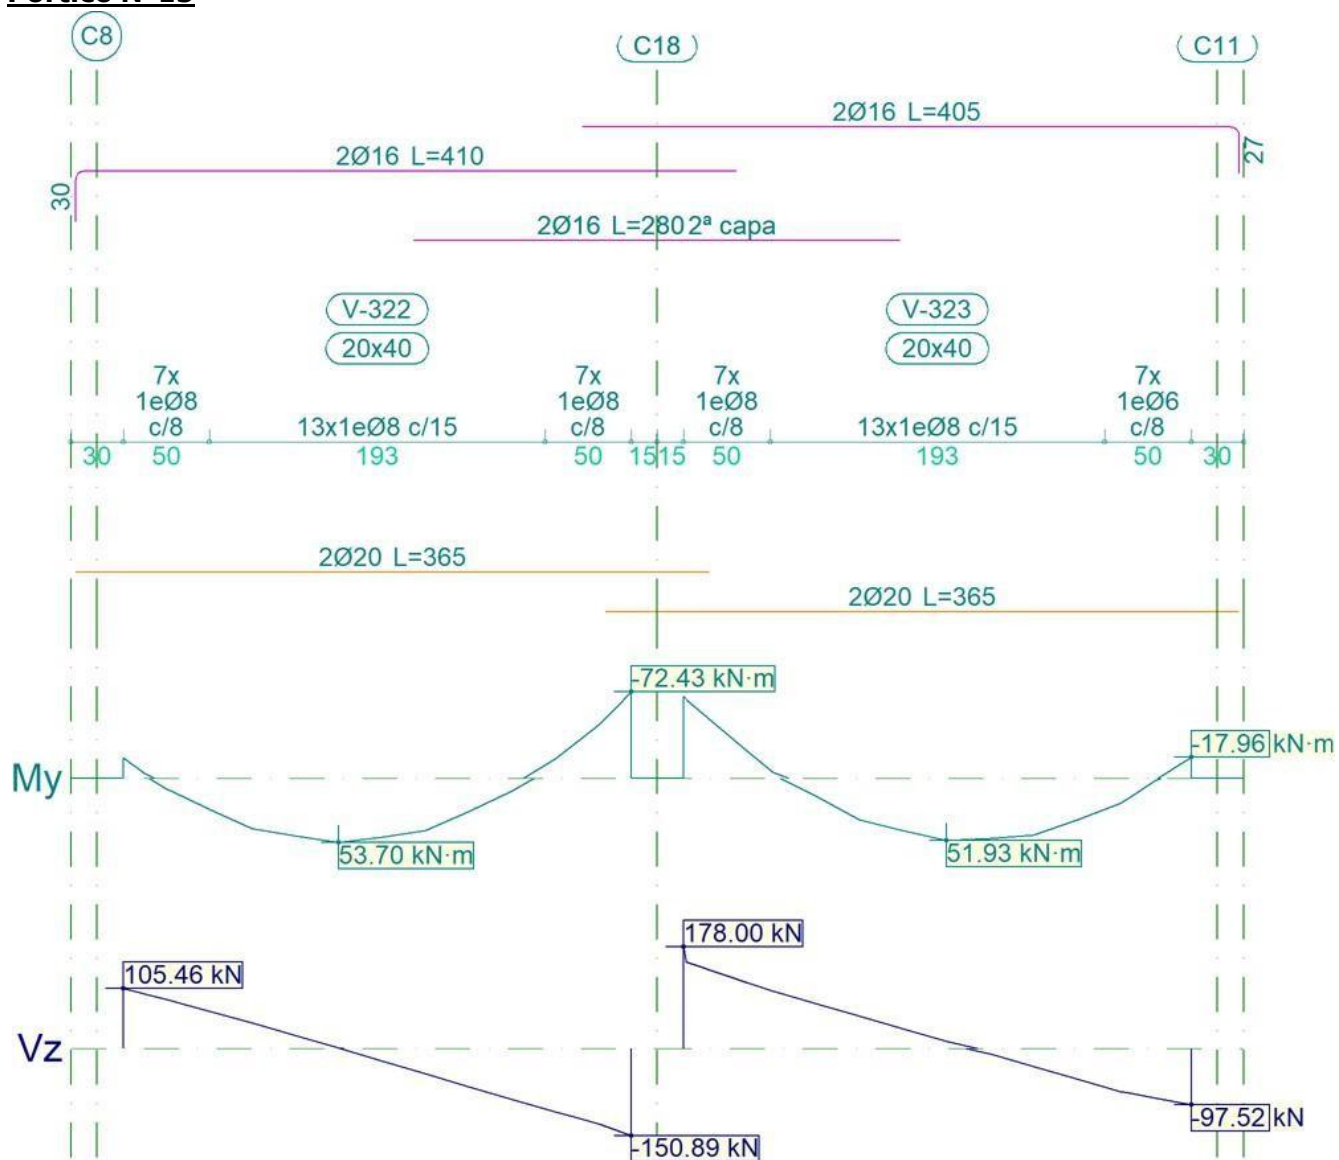 C8
C18
C11
2Ø16 L=405
27
2Ø16 L=410
30
2Ø16 L=280 2ª capa
V-322
V-323
20x40
20x40
7x
1eØ8
c/8
13x1eØ8 c/15
7x
1eØ8
c/8
7x
1eØ8
c/8
13x1eØ8 c/15
7x
1eØ6
c/8
30 50 193 50 15 15 50 193 50 30
2Ø20 L=365
2Ø20 L=365
-72.43 kN·m
-17.96 kN·m
My
53.70 kN·m
51.93 kN·m
178.00 kN
105.46 kN
Vz
-97.52 kN
-150.89 kN